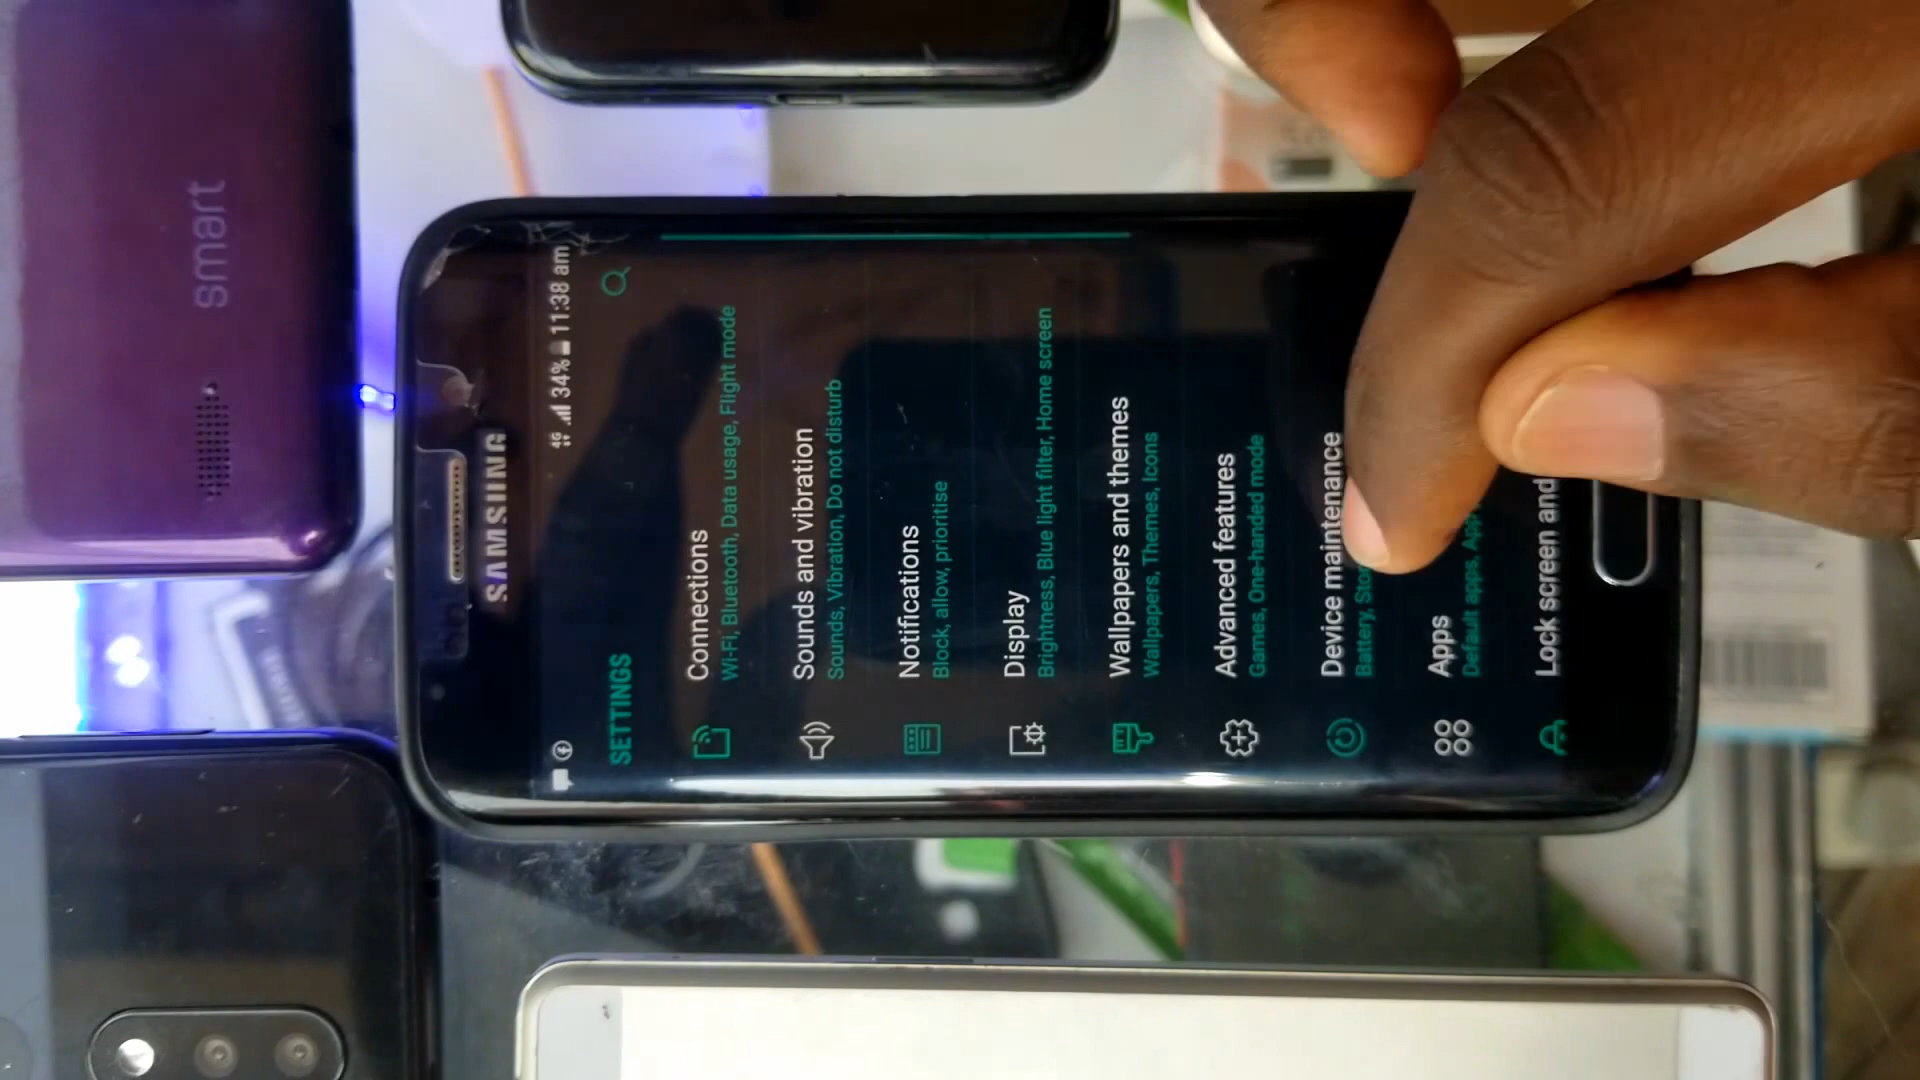 smart
SAMSUNG
4G 34% 11:38 am
SETTINGS
Connections
Wi-Fi, Bluetooth, Data usage, Flight mode
Sounds and vibration
Sounds, Vibration, Do not disturb
Notifications
Block, allow, prioritise
Display
Brightness, Blue light filter, Home screen
Wallpapers and themes
Wallpapers, Themes, Icons
Advanced features
Games, One-handed mode
Device maintenance
Battery,
Apps
Default apps,
Lock screen and